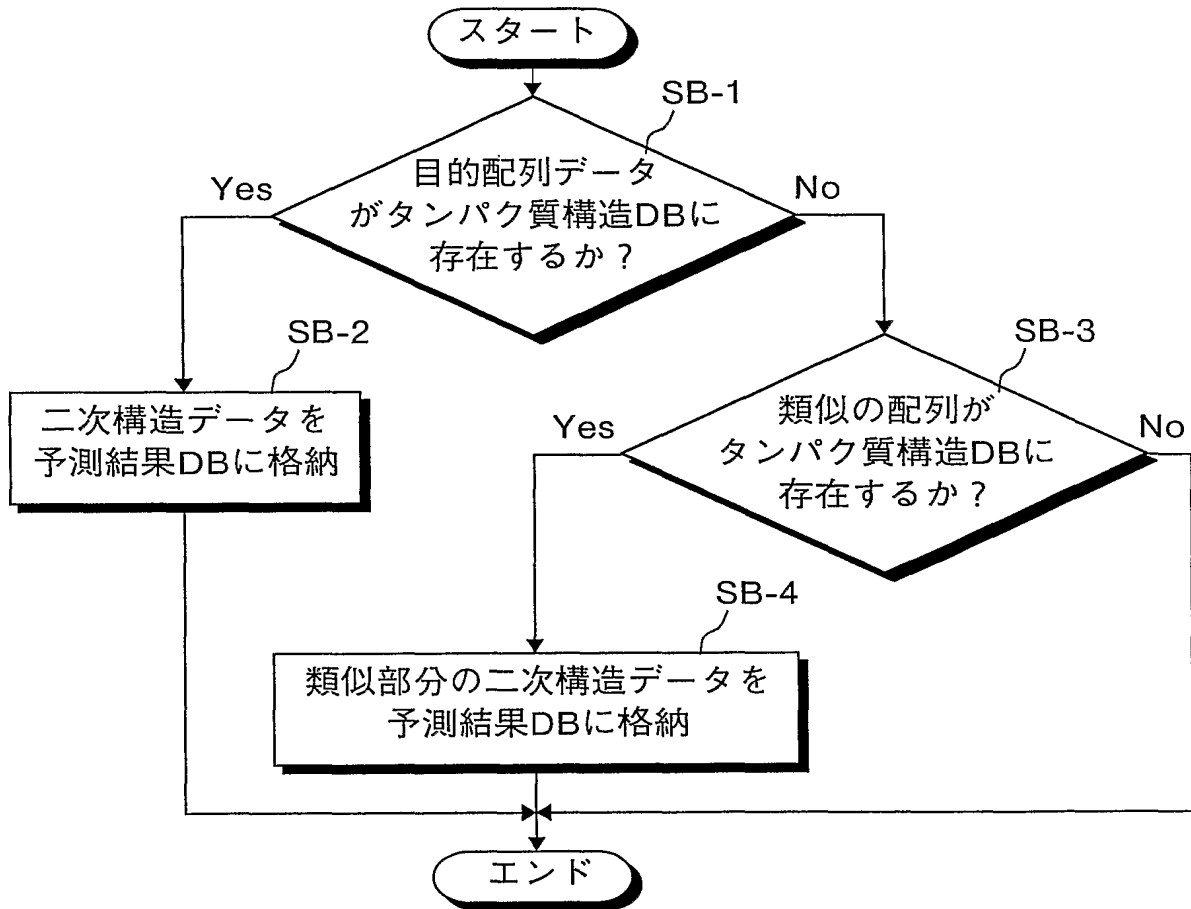 スタート
SB-1
目的配列データ
がタンパク質構造DBに
存在するか？
Yes
No
SB-2
二次構造データを
予測結果DBに格納
SB-3
類似の配列が
タンパク質構造DBに
存在するか？
Yes
No
SB-4
類似部分の二次構造データを
予測結果DBに格納
エンド